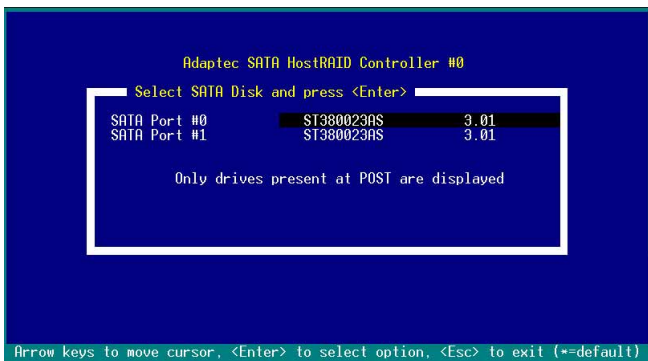 Adaptec SATA HostRAID Controller #0
Select SATA Disk and press <Enter>
SATA Port #0 ST380023AS 3.01
SATA Port #1 ST380023AS 3.01
Only drives present at POST are displayed
Arrow keys to move cursor, <Enter> to select option, <Esc> to exit (*=default)